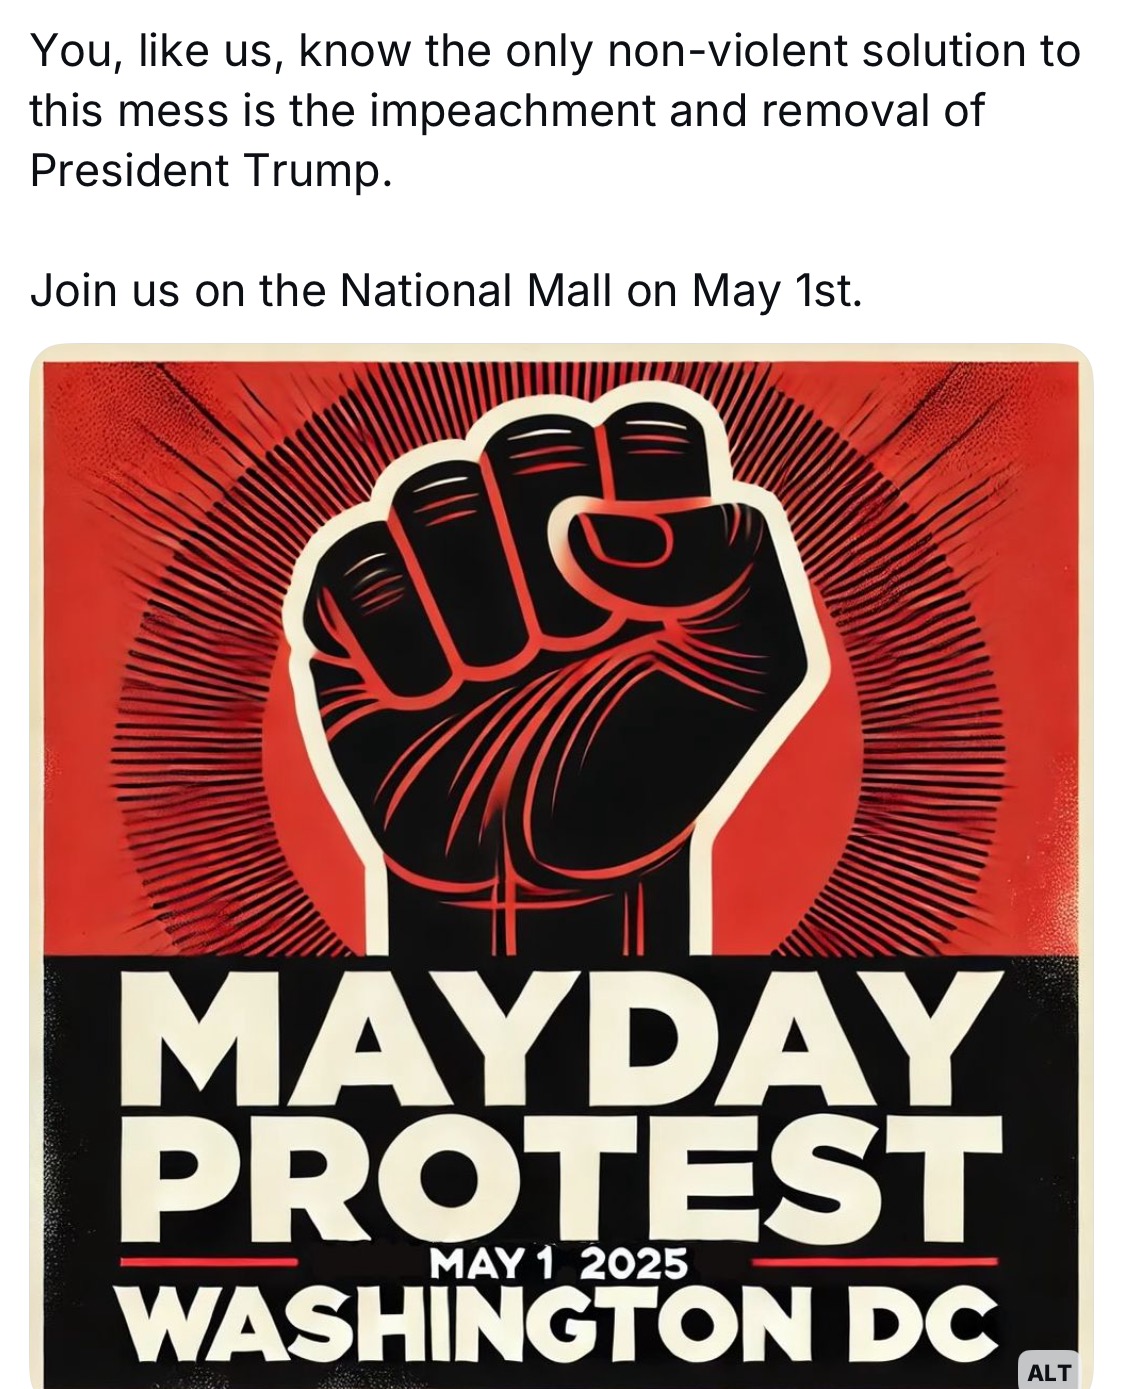 You, like us, know the only non-violent solution to
this mess is the impeachment and removal of
President Trump.
Join us on the National Mall on May 1st.
MAYDAY
PROTEST
MAY 1 2025
WASHINGTON DC
ALT